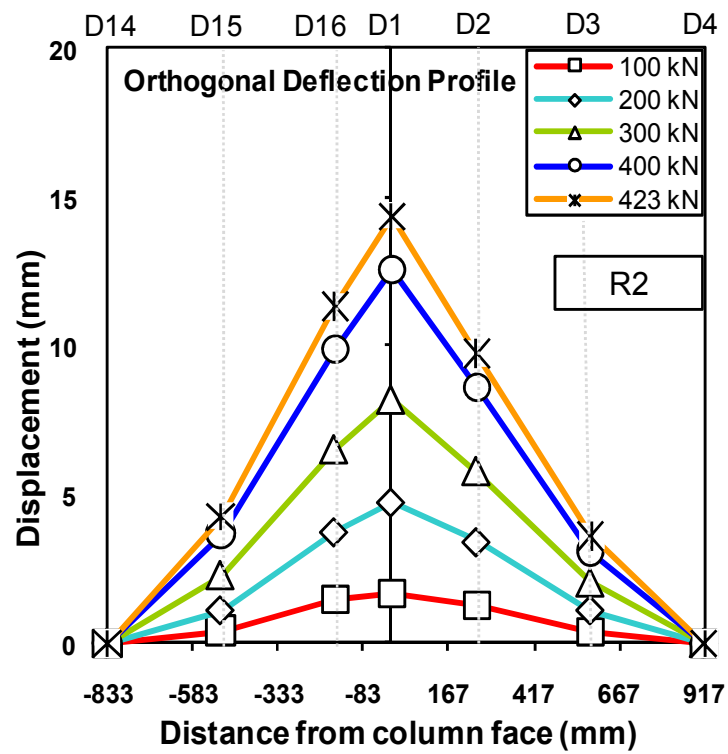 D14 D15 D16 D1 D2 D3 D4
20
Orthogonal Deflection Profile
100 kN
200 kN
300 kN
400 kN
423 kN
15
R2
10
5
0
Displacement (mm)
-833 -583 -333 -83 167 417 667 917
Distance from column face (mm)